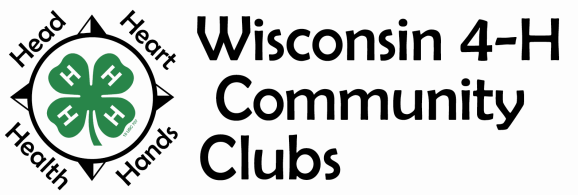 Head
Heart
H H
H H
Health
Hands
Wisconsin 4-H
Community
Clubs